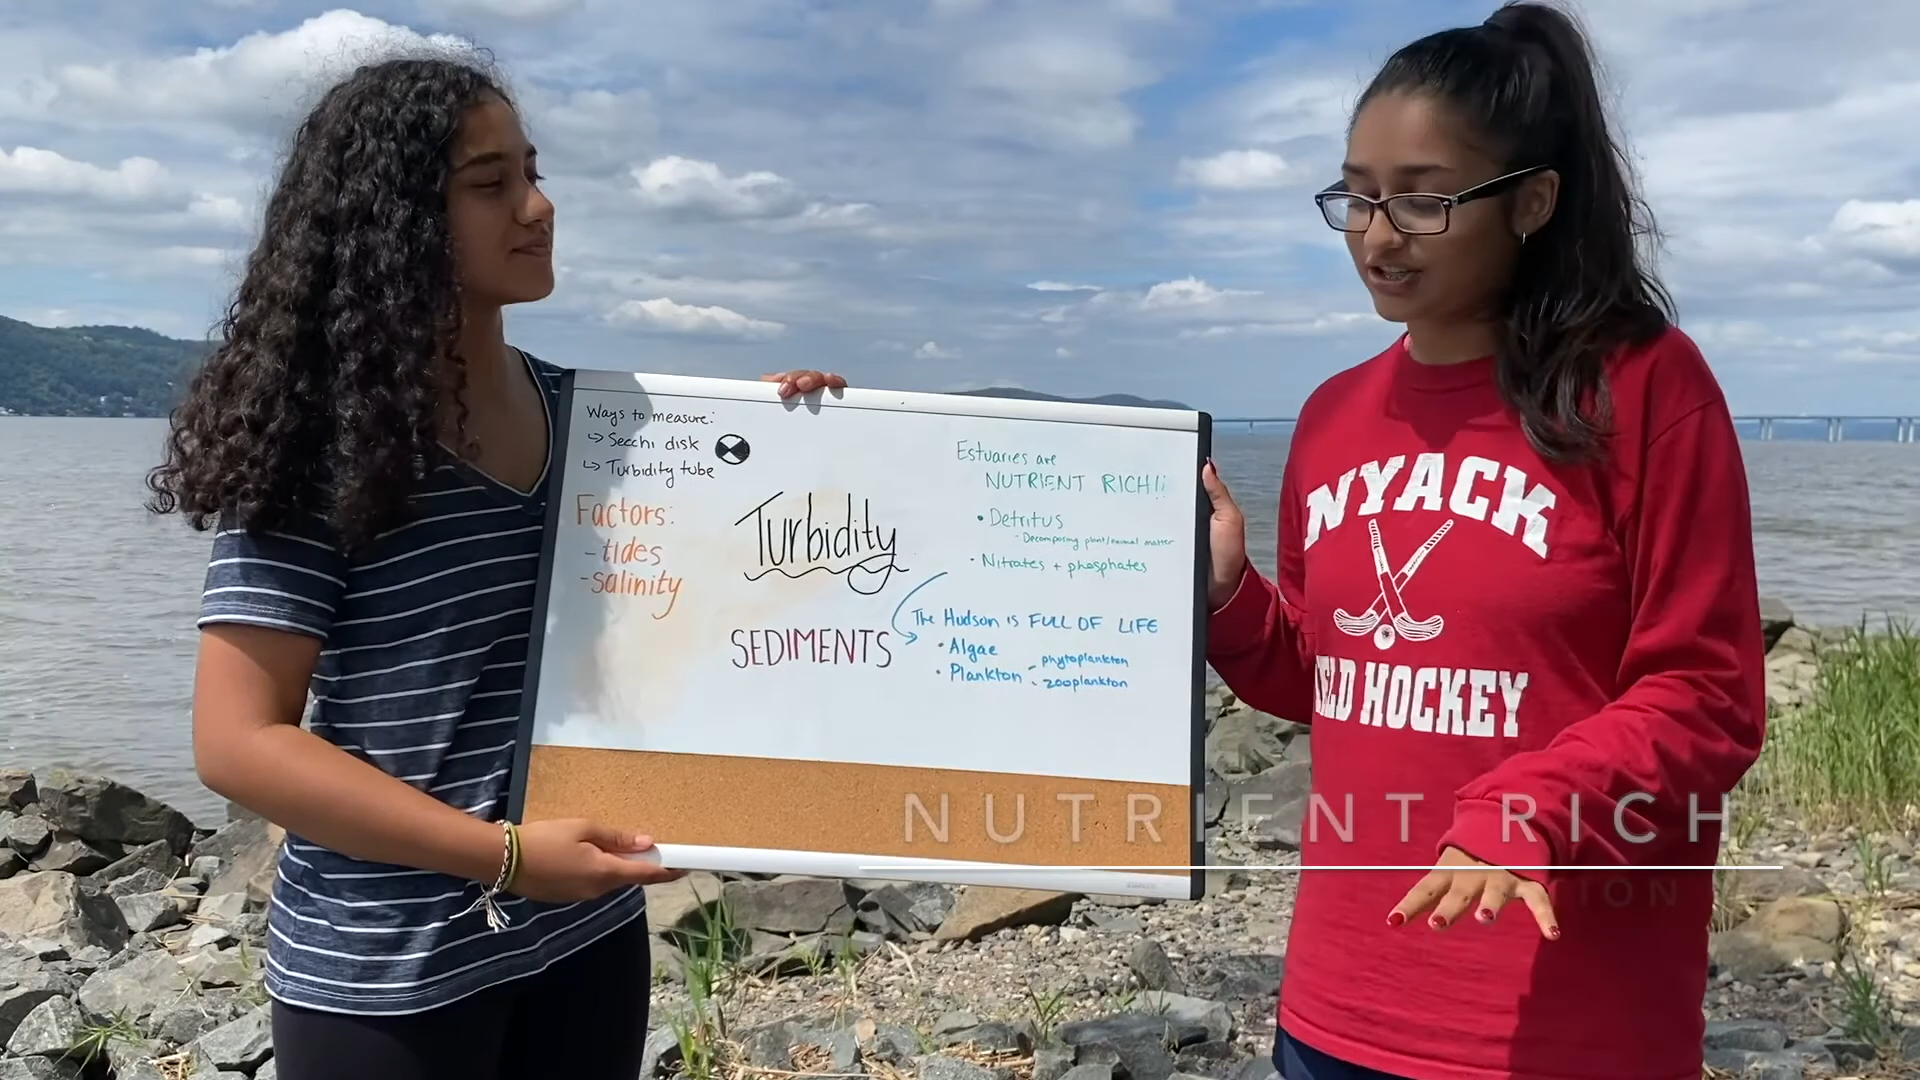 Ways to measure:
↳ Secchi disk
↳ Turbidity tube
Factors:
- tides
- salinity
Turbidity
SEDIMENTS
Estuaries are
NUTRIENT RICH!!
• Detritus
- Decomposing plant/animal matter
• Nitrates + phosphates
The Hudson is FULL OF LIFE
• Algae
• Plankton - phytoplankton
- zooplankton
NYACK
FIELD HOCKEY
NUTRIENT RICH